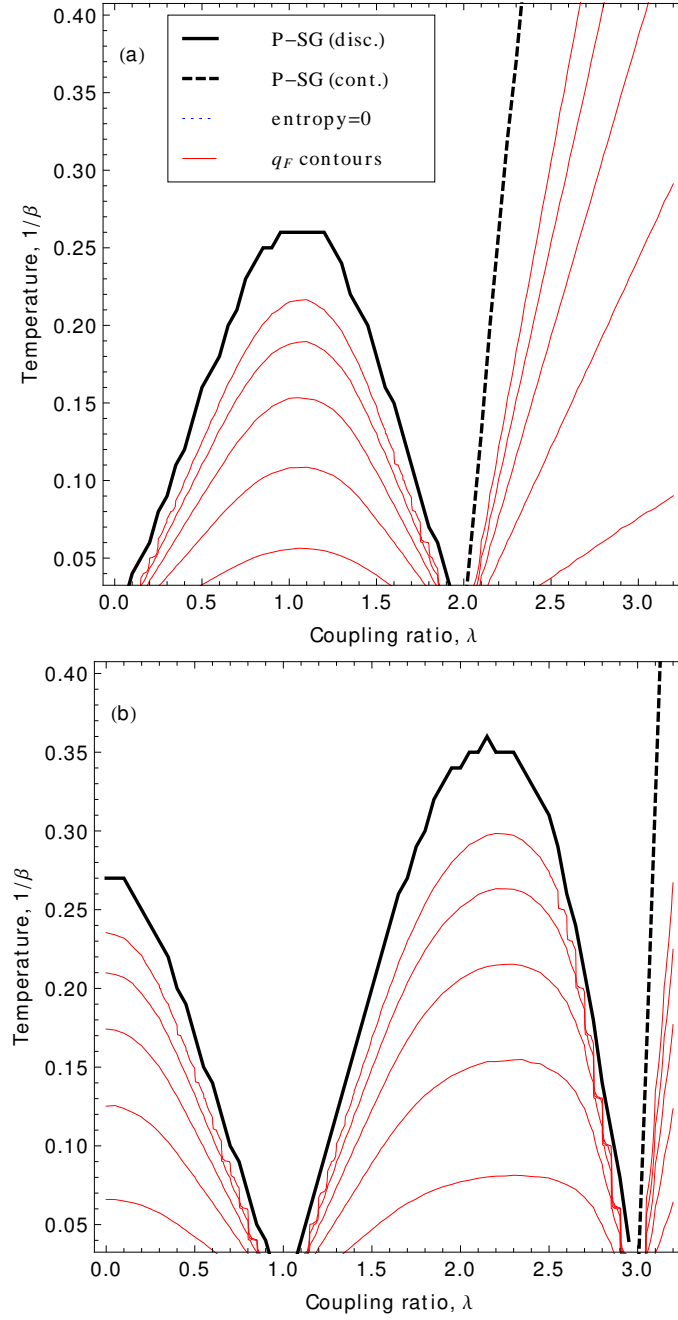 0.40
0.35
0.30
0.25
0.20
0.15
0.10
0.05
Temperature, 1/β
(a)
P−SG (disc.)
P−SG (cont.)
entropy=0
q_F contours
0.0 0.5 1.0 1.5 2.0 2.5 3.0
Coupling ratio, λ
0.40
0.35
0.30
0.25
0.20
0.15
0.10
0.05
Temperature, 1/β
(b)
0.0 0.5 1.0 1.5 2.0 2.5 3.0
Coupling ratio, λ